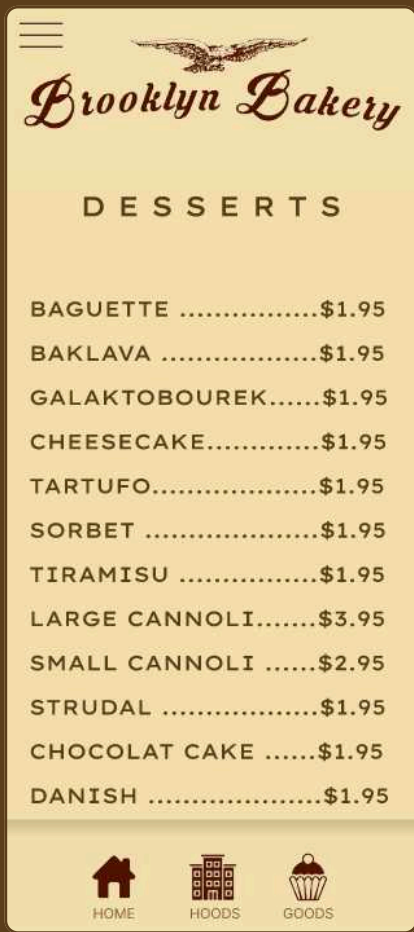 Brooklyn Bakery
DESSERTS
BAGUETTE ................$1.95
BAKLAVA ..................$1.95
GALAKTOBOUREK......$1.95
CHEESECAKE.............$1.95
TARTUFO...................$1.95
SORBET ....................$1.95
TIRAMISU ................$1.95
LARGE CANNOLI.......$3.95
SMALL CANNOLI ......$2.95
STRUDAL ..................$1.95
CHOCOLAT CAKE ......$1.95
DANISH ....................$1.95
HOME HOODS GOODS